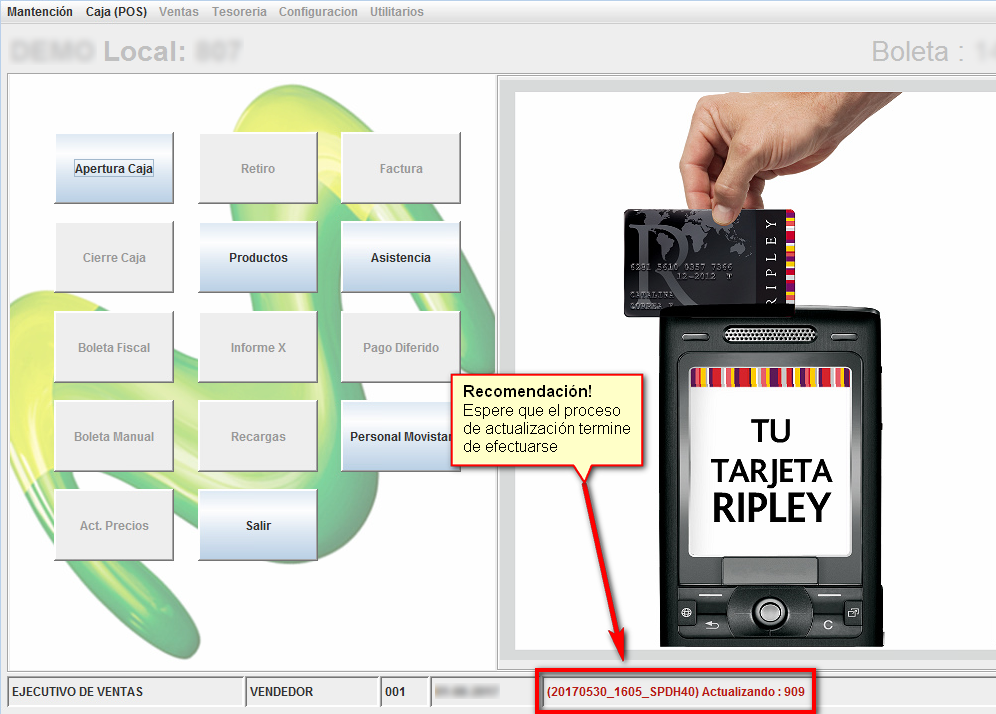 Mantención Caja (POS) Ventas Tesoreria Configuracion Utilitarios
DEMO Local: 807
Boleta :
Apertura Caja
Retiro
Factura
Cierre Caja
Productos
Asistencia
Boleta Fiscal
Informe X
Pago Diferido
Boleta Manual
Recargas
Personal Movistar
Act. Precios
Salir
Recomendación!
Espere que el proceso
de actualización termine
de efectuarse
RIPLEY
R
6281 5610 0357 7366
12-2012
CATALINA
TU
TARJETA
RIPLEY
C
EJECUTIVO DE VENTAS
VENDEDOR
001
(20170530_1605_SPDH40) Actualizando : 909